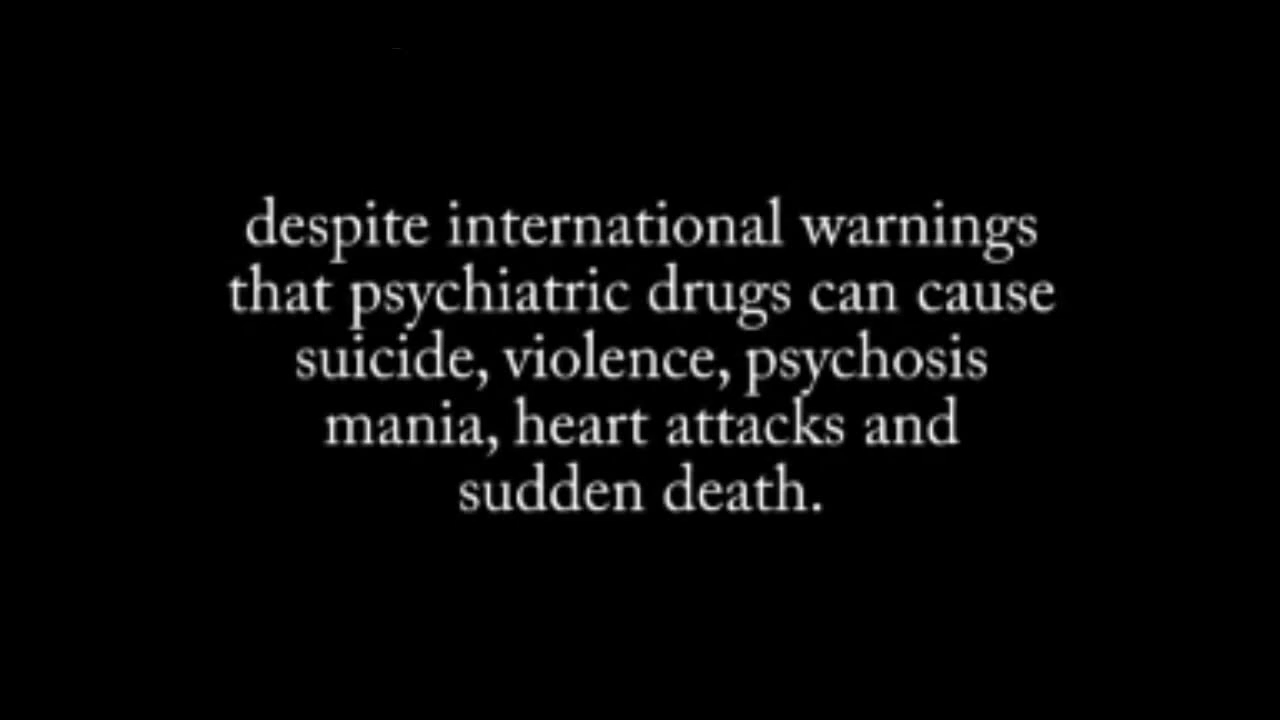 despite international warnings
that psychiatric drugs can cause
suicide, violence, psychosis
mania, heart attacks and
sudden death.